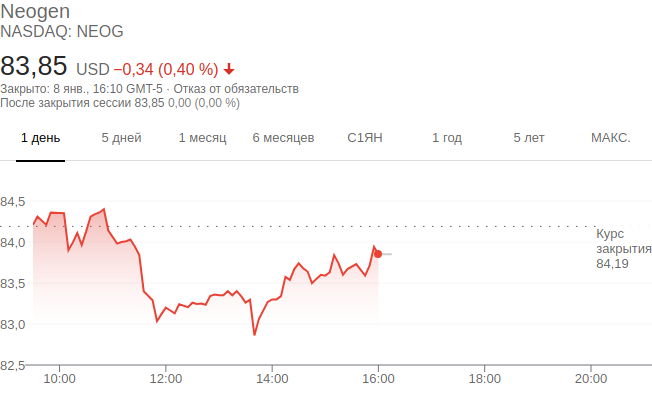 Neogen
NASDAQ: NEOG
83,85 USD −0,34 (0,40 %)
Закрыто: 8 янв., 16:10 GMT-5 · Отказ от обязательств
После закрытия сессии 83,85 0,00 (0,00 %)
1 день 5 дней 1 месяц 6 месяцев С1ЯН 1 год 5 лет МАКС.
84,5
Курс
закрытия
84,19
84,0
83,5
83,0
82,5
10:00 12:00 14:00 16:00 18:00 20:00